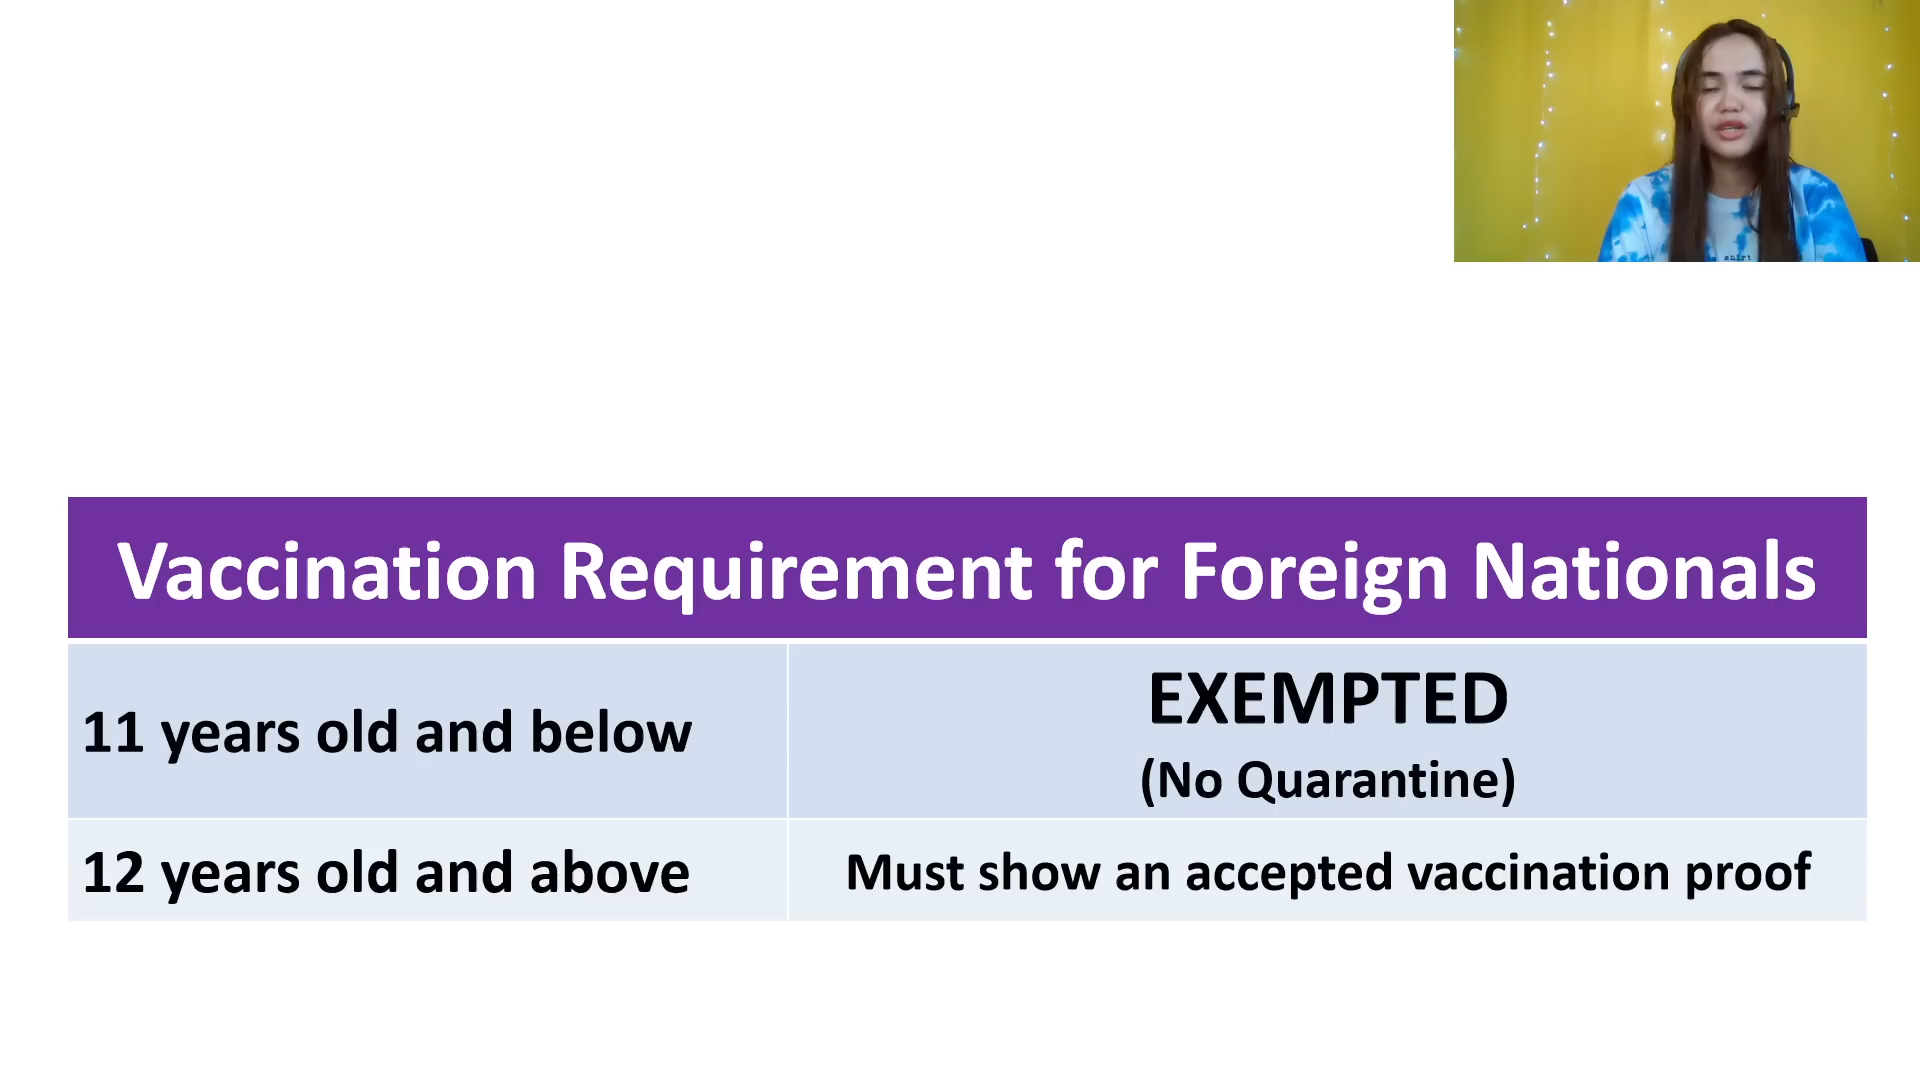 shirt
Vaccination Requirement for Foreign Nationals
11 years old and below
EXEMPTED
(No Quarantine)
12 years old and above
Must show an accepted vaccination proof